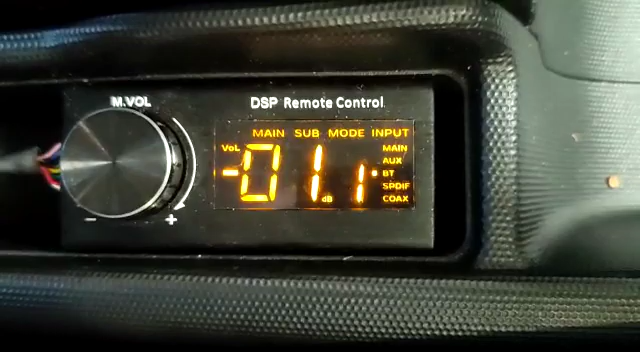 M.VOL
DSP Remote Control
MAIN SUB MODE INPUT
VOL
-01.1
dB
MAIN
AUX
BT
SPDIF
COAX
- +